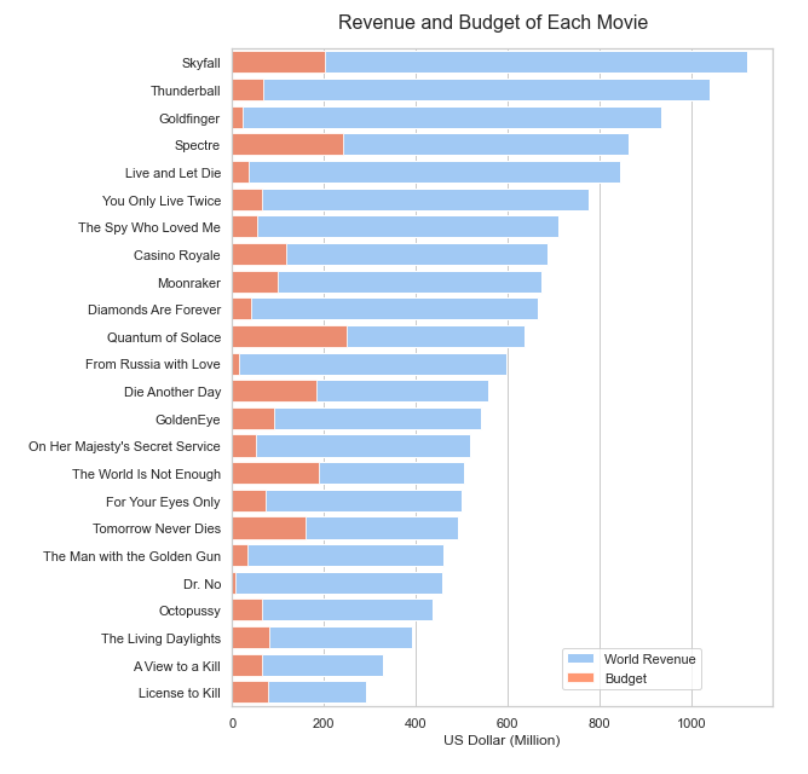 Revenue and Budget of Each Movie
Skyfall
Thunderball
Goldfinger
Spectre
Live and Let Die
You Only Live Twice
The Spy Who Loved Me
Casino Royale
Moonraker
Diamonds Are Forever
Quantum of Solace
From Russia with Love
Die Another Day
GoldenEye
On Her Majesty's Secret Service
The World Is Not Enough
For Your Eyes Only
Tomorrow Never Dies
The Man with the Golden Gun
Dr. No
Octopussy
The Living Daylights
A View to a Kill
License to Kill
World Revenue
Budget
0 200 400 600 800 1000
US Dollar (Million)